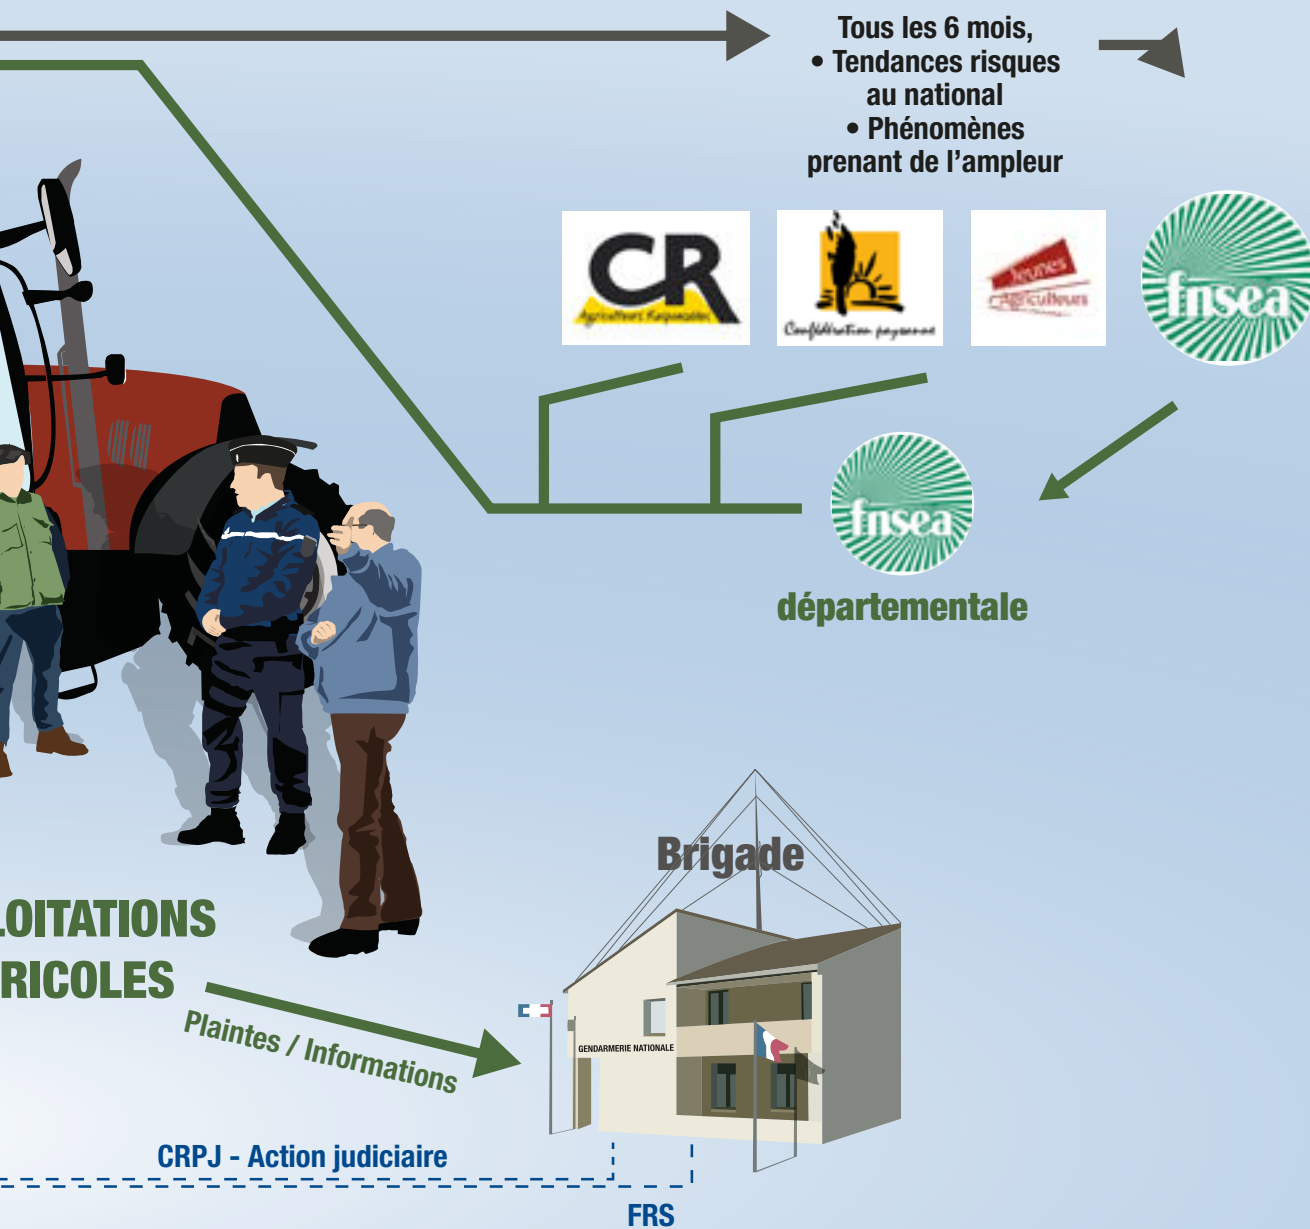 Tous les 6 mois,
• Tendances risques
au national
• Phénomènes
prenant de l'ampleur
CR
Agriculteurs Responsables
Confédération paysanne
Jeunes
Agriculteurs
fnsea
fnsea
départementale
Brigade
LOITATIONS
RICOLES
Plaintes / Informations
GENDARMERIE NATIONALE
CRPJ - Action judiciaire
FRS